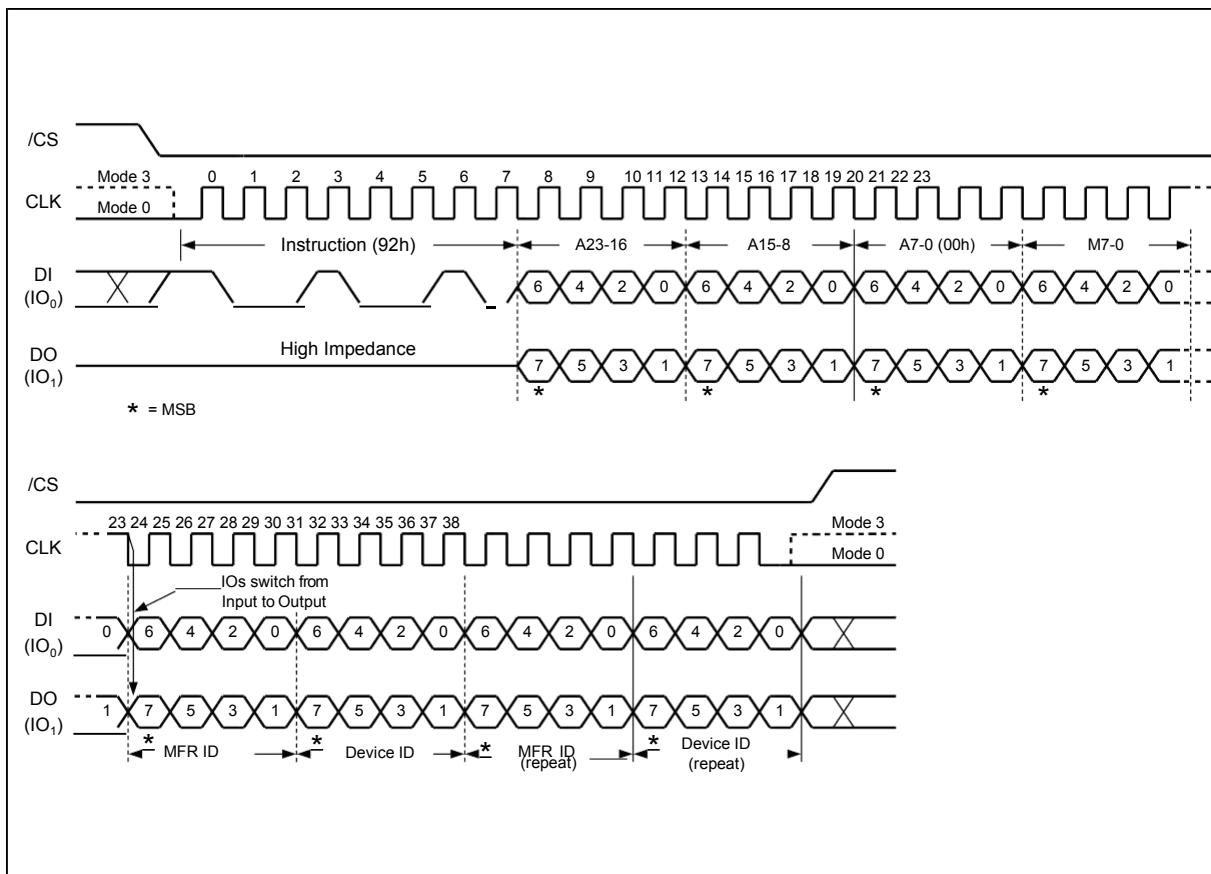 /CS
Mode 3 0 1 2 3 4 5 6 7 8 9 10 11 12 13 14 15 16 17 18 19 20 21 22 23
CLK Mode 0
Instruction (92h) A23-16 A15-8 A7-0 (00h) M7-0
DI
(IO0) 6 4 2 0 6 4 2 0 6 4 2 0 6 4 2 0
High Impedance
DO
(IO1) 7 5 3 1 7 5 3 1 7 5 3 1 7 5 3 1
* * * *
* = MSB
/CS
23 24 25 26 27 28 29 30 31 32 33 34 35 36 37 38 Mode 3
CLK Mode 0
IOs switch from
Input to Output
DI
(IO0) 0 6 4 2 0 6 4 2 0 6 4 2 0 6 4 2 0
DO
(IO1) 1 7 5 3 1 7 5 3 1 7 5 3 1 7 5 3 1
* * * *
MFR ID Device ID MFR ID (repeat) Device ID (repeat)